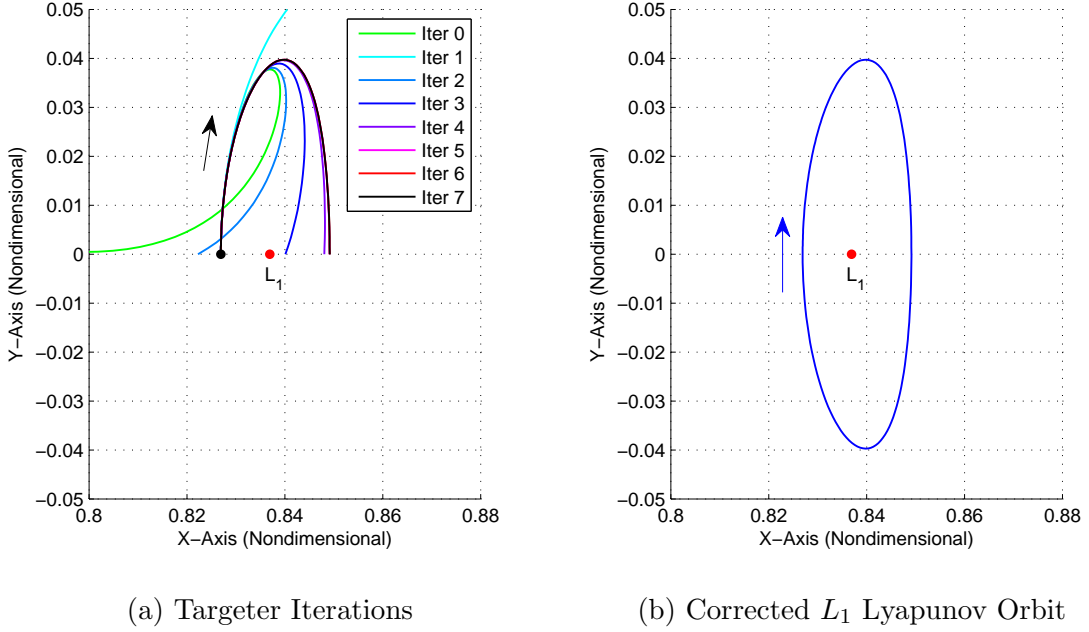 0.05
0.04
0.03
0.02
0.01
0
−0.01
−0.02
−0.03
−0.04
−0.05
0.8
0.82
0.84
0.86
0.88
X−Axis (Nondimensional)
Y−Axis (Nondimensional)
Iter 0
Iter 1
Iter 2
Iter 3
Iter 4
Iter 5
Iter 6
Iter 7
L1
(a) Targeter Iterations
0.05
0.04
0.03
0.02
0.01
0
−0.01
−0.02
−0.03
−0.04
−0.05
0.8
0.82
0.84
0.86
0.88
X−Axis (Nondimensional)
Y−Axis (Nondimensional)
L1
(b) Corrected L1 Lyapunov Orbit